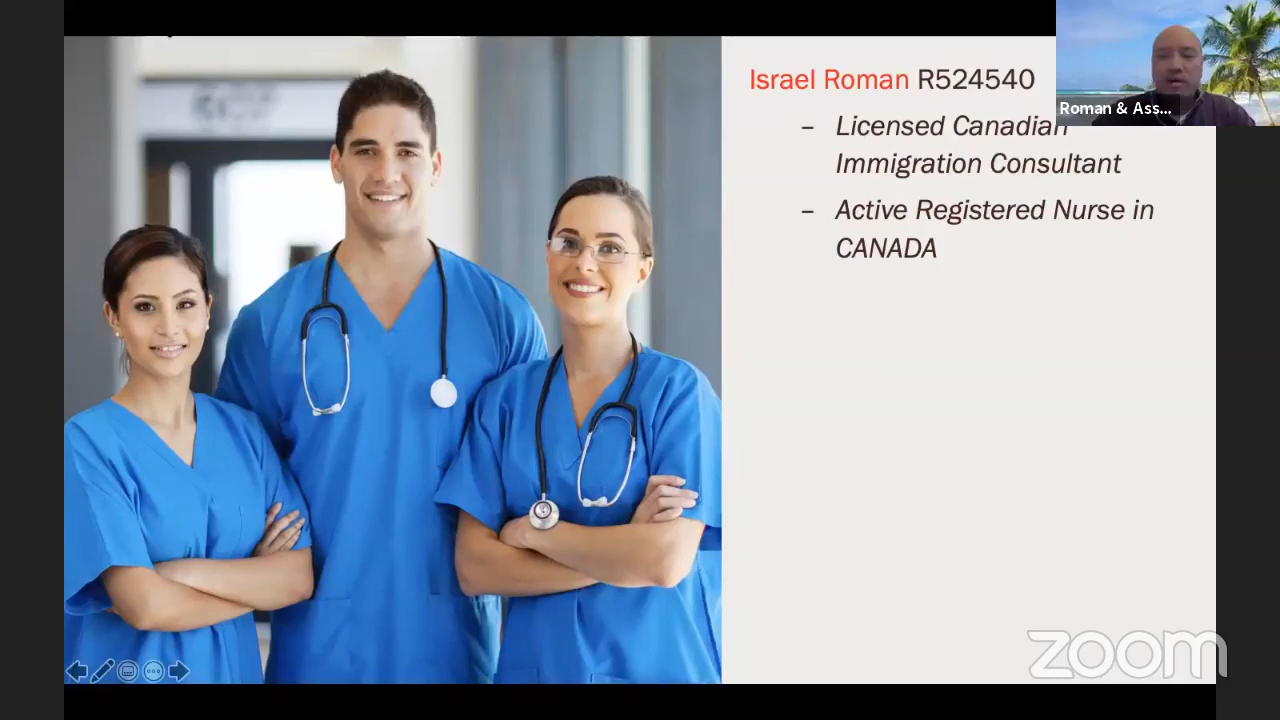 Israel Roman R524540
– Licensed Canadian
Immigration Consultant
– Active Registered Nurse in
CANADA
Roman & Ass...
zoom